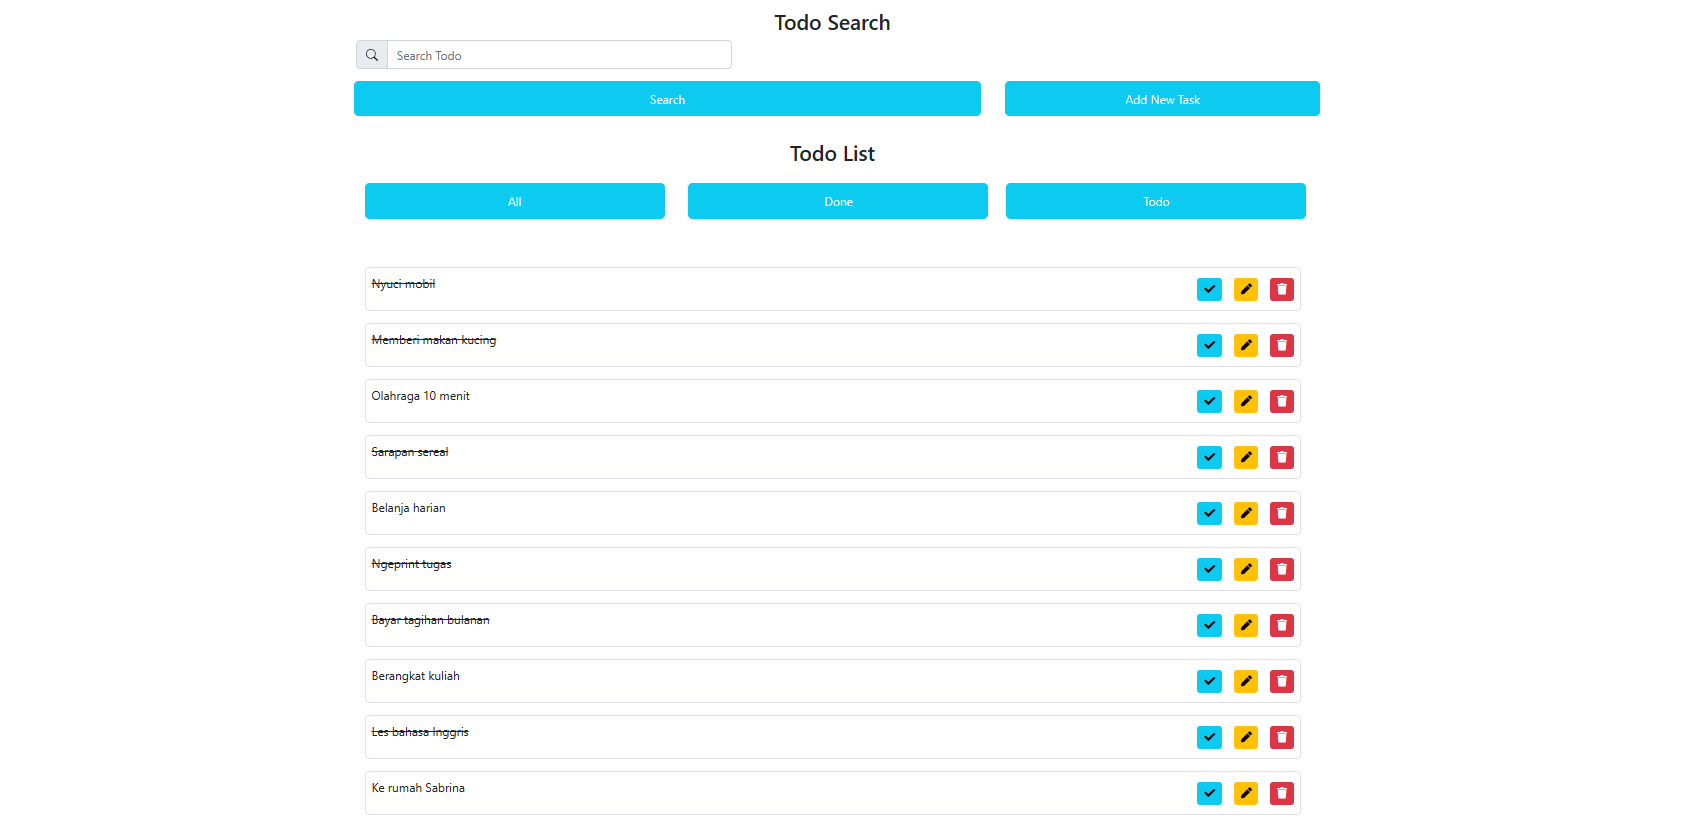 Todo Search
Search Todo
Search
Add New Task
Todo List
All
Done
Todo
Nyuci mobil
Memberi makan kucing
Olahraga 10 menit
Sarapan sereal
Belanja harian
Ngeprint tugas
Bayar tagihan bulanan
Berangkat kuliah
Les bahasa Inggris
Ke rumah Sabrina